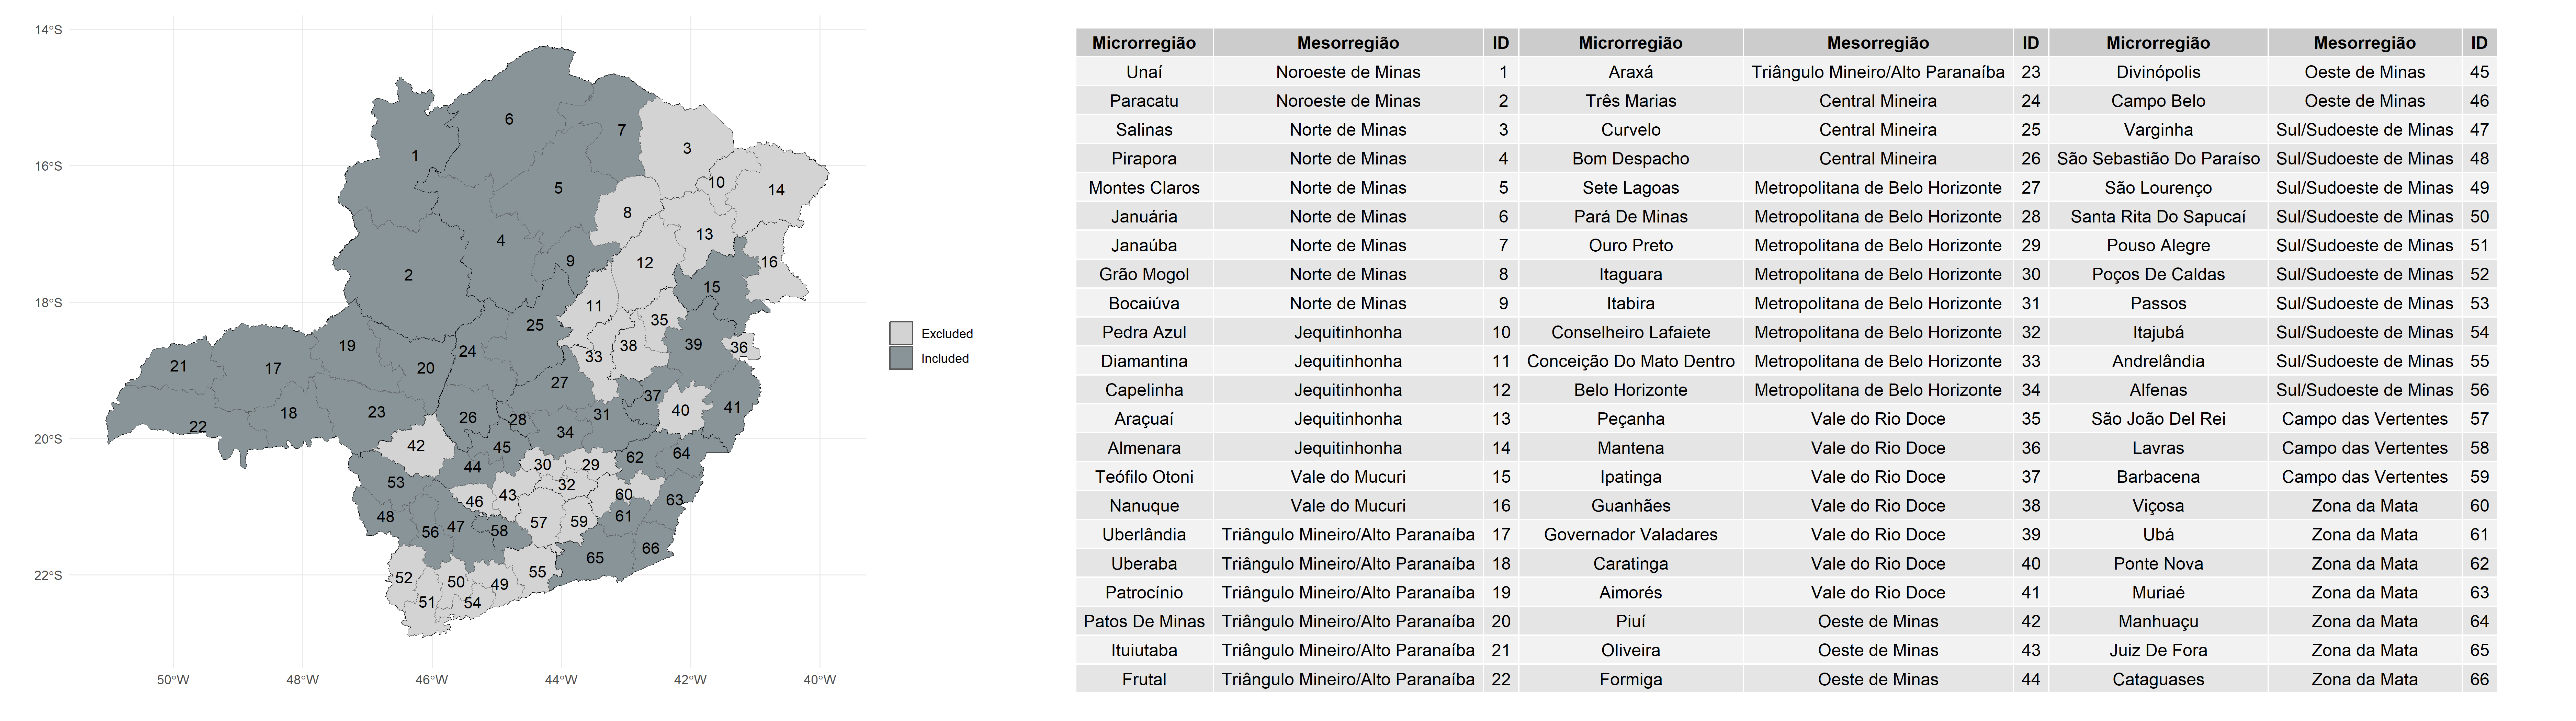 14°S
16°S
18°S
20°S
22°S
50°W 48°W 46°W 44°W 42°W 40°W
6
7
3
1
10
14
5
8
13
4
9
12
16
2
15
11
25
35
19
39
36
33
38
24
21
17
20
27
37
18
23
40
41
31
22
26
28
34
42
45
62
64
44
30
29
53
32
60
63
46
43
48
61
47
57
59
56
58
66
65
55
52
50
49
51
54
Excluded
Included
Microrregião Mesorregião ID Microrregião Mesorregião ID Microrregião Mesorregião ID
Unaí Noroeste de Minas 1 Araxá Triângulo Mineiro/Alto Paranaíba 23 Divinópolis Oeste de Minas 45
Paracatu Noroeste de Minas 2 Três Marias Central Mineira 24 Campo Belo Oeste de Minas 46
Salinas Norte de Minas 3 Curvelo Central Mineira 25 Varginha Sul/Sudoeste de Minas 47
Pirapora Norte de Minas 4 Bom Despacho Central Mineira 26 São Sebastião Do Paraíso Sul/Sudoeste de Minas 48
Montes Claros Norte de Minas 5 Sete Lagoas Metropolitana de Belo Horizonte 27 São Lourenço Sul/Sudoeste de Minas 49
Januária Norte de Minas 6 Pará De Minas Metropolitana de Belo Horizonte 28 Santa Rita Do Sapucaí Sul/Sudoeste de Minas 50
Janaúba Norte de Minas 7 Ouro Preto Metropolitana de Belo Horizonte 29 Pouso Alegre Sul/Sudoeste de Minas 51
Grão Mogol Norte de Minas 8 Itaguara Metropolitana de Belo Horizonte 30 Poços De Caldas Sul/Sudoeste de Minas 52
Bocaiúva Norte de Minas 9 Itabira Metropolitana de Belo Horizonte 31 Passos Sul/Sudoeste de Minas 53
Pedra Azul Jequitinhonha 10 Conselheiro Lafaiete Metropolitana de Belo Horizonte 32 Itajubá Sul/Sudoeste de Minas 54
Diamantina Jequitinhonha 11 Conceição Do Mato Dentro Metropolitana de Belo Horizonte 33 Andrelândia Sul/Sudoeste de Minas 55
Capelinha Jequitinhonha 12 Belo Horizonte Metropolitana de Belo Horizonte 34 Alfenas Sul/Sudoeste de Minas 56
Araçuaí Jequitinhonha 13 Peçanha Vale do Rio Doce 35 São João Del Rei Campo das Vertentes 57
Almenara Jequitinhonha 14 Mantena Vale do Rio Doce 36 Lavras Campo das Vertentes 58
Teófilo Otoni Vale do Mucuri 15 Ipatinga Vale do Rio Doce 37 Barbacena Campo das Vertentes 59
Nanuque Vale do Mucuri 16 Guanhães Vale do Rio Doce 38 Viçosa Zona da Mata 60
Uberlândia Triângulo Mineiro/Alto Paranaíba 17 Governador Valadares Vale do Rio Doce 39 Ubá Zona da Mata 61
Uberaba Triângulo Mineiro/Alto Paranaíba 18 Caratinga Vale do Rio Doce 40 Ponte Nova Zona da Mata 62
Patrocínio Triângulo Mineiro/Alto Paranaíba 19 Aimorés Vale do Rio Doce 41 Muriaé Zona da Mata 63
Patos De Minas Triângulo Mineiro/Alto Paranaíba 20 Piuí Oeste de Minas 42 Manhuaçu Zona da Mata 64
Ituiutaba Triângulo Mineiro/Alto Paranaíba 21 Oliveira Oeste de Minas 43 Juiz De Fora Zona da Mata 65
Frutal Triângulo Mineiro/Alto Paranaíba 22 Formiga Oeste de Minas 44 Cataguases Zona da Mata 66